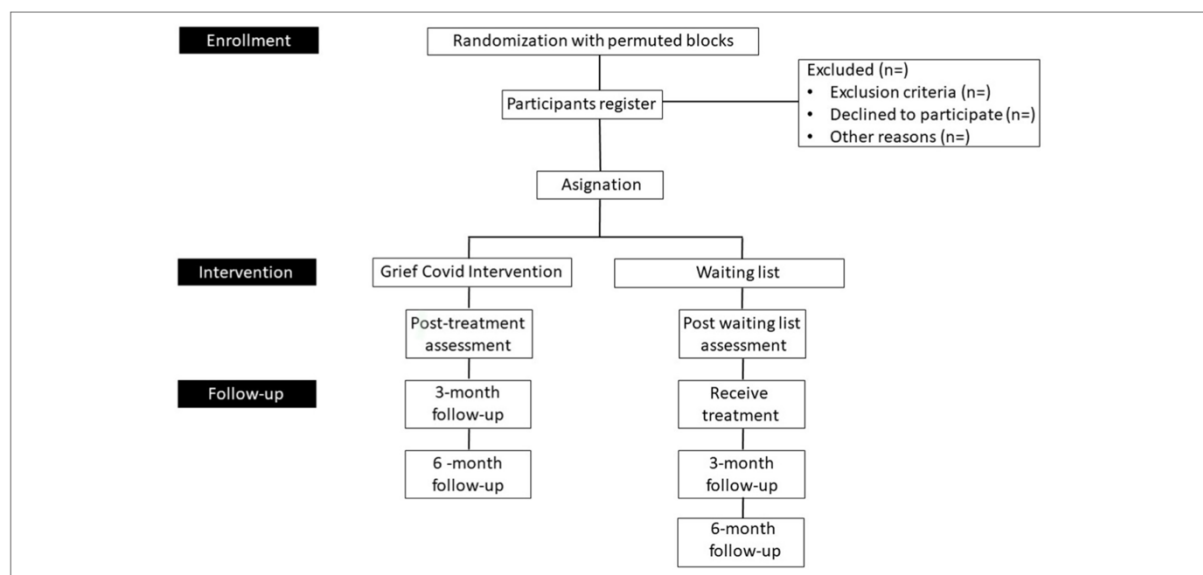 Enrollment
Randomization with permuted blocks
Excluded (n=)
• Exclusion criteria (n=)
• Declined to participate (n=)
• Other reasons (n=)
Participants register
Asignation
Intervention
Grief Covid Intervention
Waiting list
Post-treatment
assessment
Post waiting list
assessment
Follow-up
3-month
follow-up
Receive
treatment
6 -month
follow-up
3-month
follow-up
6-month
follow-up